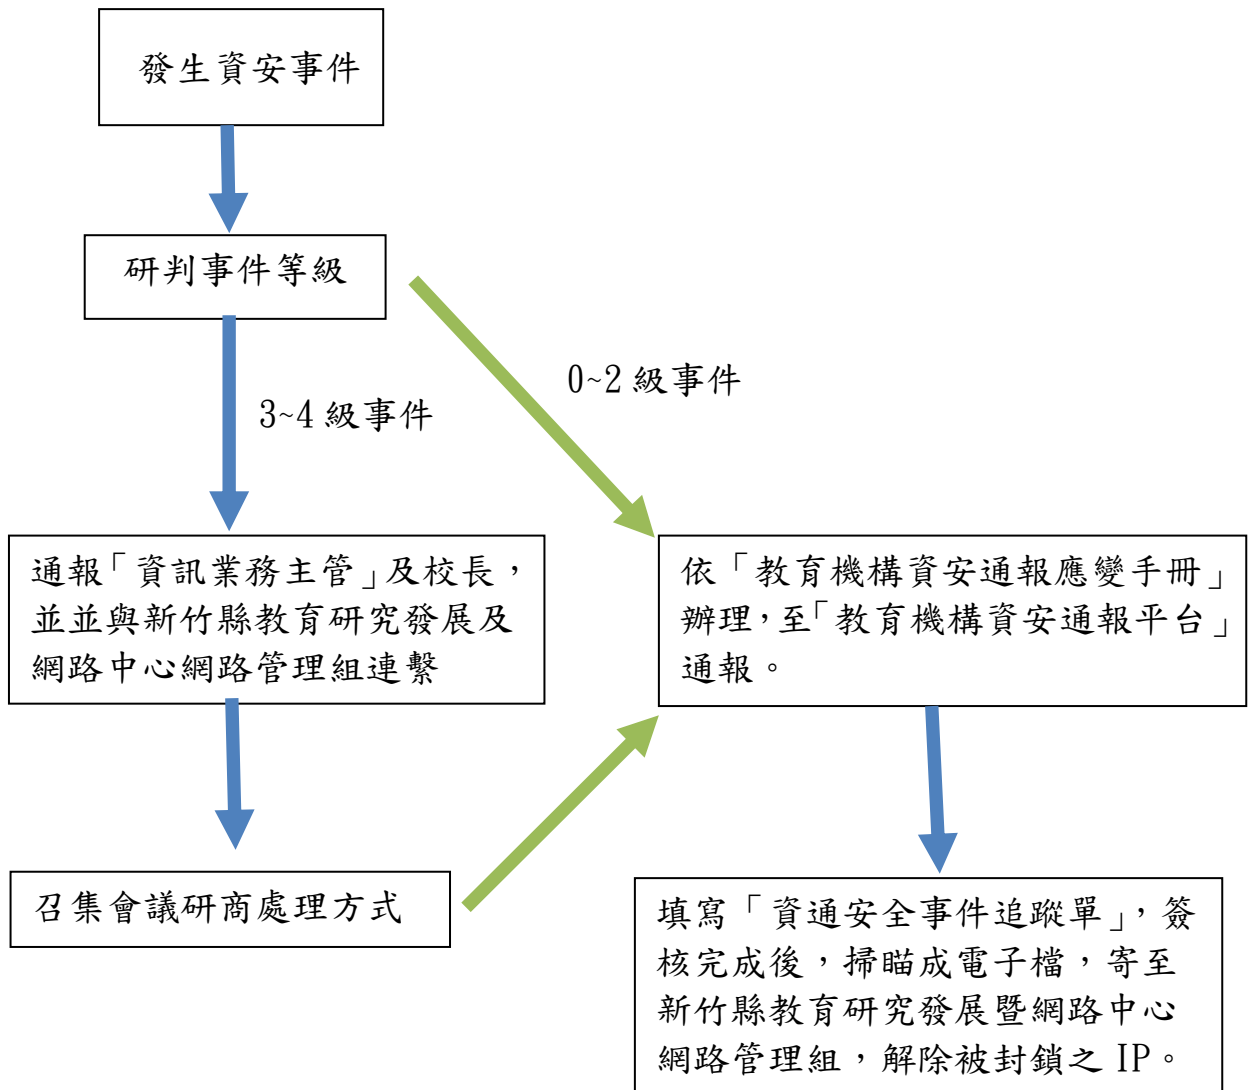 發生資安事件
研判事件等級
0~2 級事件
3~4 級事件
通報「資訊業務主管」及校長，
並並與新竹縣教育研究發展及
網路中心網路管理組連繫
依「教育機構資安通報應變手冊」
辦理，至「教育機構資安通報平台」
通報。
召集會議研商處理方式
填寫「資通安全事件追蹤單」，簽
核完成後，掃瞄成電子檔，寄至
新竹縣教育研究發展暨網路中心
網路管理組，解除被封鎖之 IP。